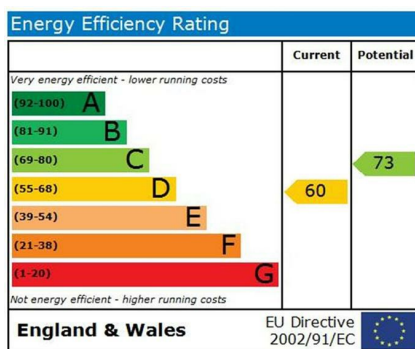 Energy Efficiency Rating
Current Potential
Very energy efficient - lower running costs
(92-100) A
(81-91) B
(69-80) C
73
(55-68) D
60
(39-54) E
(21-38) F
(1-20) G
Not energy efficient - higher running costs
England & Wales
EU Directive
2002/91/EC